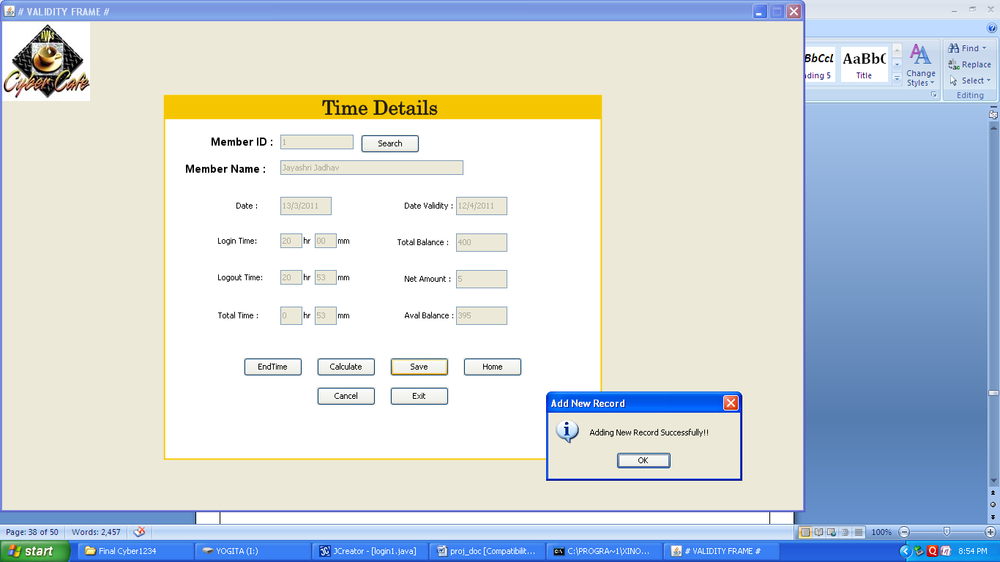 # VALIDITY FRAME #
AWS
Cyber Cafe
Time Details
Member ID : 1 Search
Member Name : Jayashri Jadhav
Date : 13/3/2011 Date Validity : 12/4/2011
Login Time: 20 hr 00 mm Total Balance : 400
Logout Time: 20 hr 53 mm Net Amount : 5
Total Time : 0 hr 53 mm Aval Balance : 395
EndTime Calculate Save Home
Cancel Exit
Add New Record
Adding New Record Successfully!!
OK
AaBbC
ding 5 Title
Change
Styles
Find
Replace
Select
Editing
Page: 38 of 50 Words: 2,457 100%
start Final Cyber1234 YOGITA (I:) JCreator - [login1.java] proj_doc [Compatibilit... C:\PROGRA~1\XINO... # VALIDITY FRAME # 8:54 PM